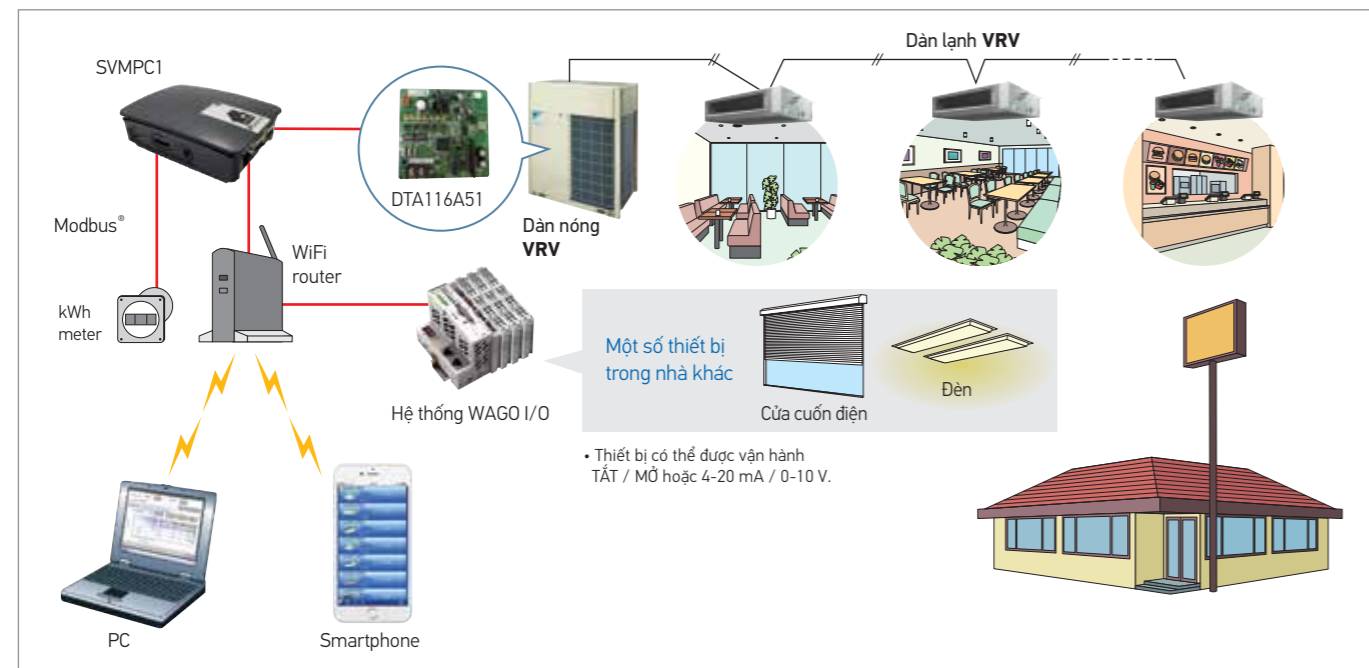 Dàn lạnh VRV
SVMPC1
DTA116A51
Dàn nóng
VRV
Modbus®
WiFi
router
kWh
meter
Hệ thống WAGO I/O
Một số thiết bị
trong nhà khác
Cửa cuốn điện
Đèn
• Thiết bị có thể được vận hành
TẮT / MỞ hoặc 4-20 mA / 0-10 V.
PC
Smartphone